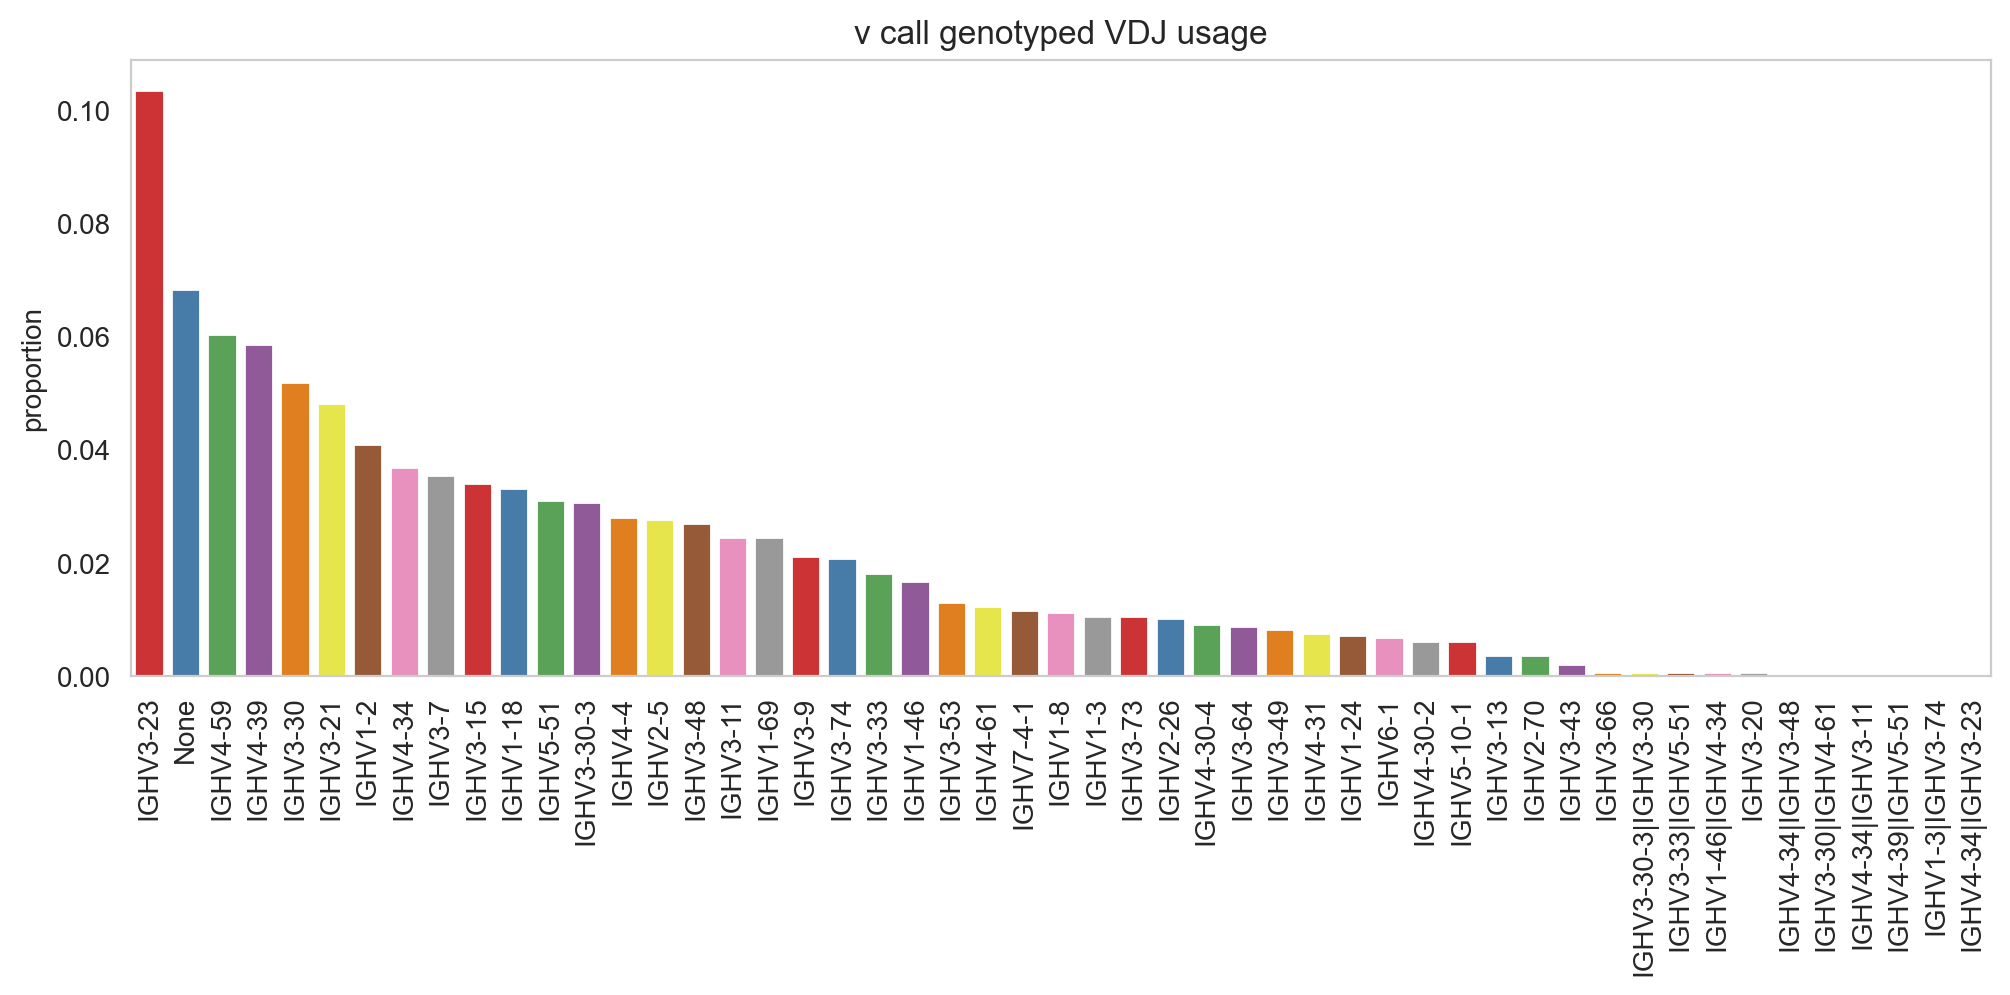 v call genotyped VDJ usage
proportion
0.10
0.08
0.06
0.04
0.02
0.00
IGHV3-23
None
IGHV4-59
IGHV4-39
IGHV3-30
IGHV3-21
IGHV1-2
IGHV4-34
IGHV3-7
IGHV3-15
IGHV1-18
IGHV5-51
IGHV3-30-3
IGHV4-4
IGHV2-5
IGHV3-48
IGHV3-11
IGHV1-69
IGHV3-9
IGHV3-74
IGHV3-33
IGHV1-46
IGHV3-53
IGHV4-61
IGHV7-4-1
IGHV1-8
IGHV1-3
IGHV3-73
IGHV2-26
IGHV4-30-4
IGHV3-64
IGHV3-49
IGHV4-31
IGHV1-24
IGHV6-1
IGHV4-30-2
IGHV5-10-1
IGHV3-13
IGHV2-70
IGHV3-43
IGHV3-66
IGHV3-30-3|IGHV3-30
IGHV3-33|IGHV5-51
IGHV1-46|IGHV4-34
IGHV3-20
IGHV4-34|IGHV3-48
IGHV3-30|IGHV4-61
IGHV4-34|IGHV3-11
IGHV4-39|IGHV5-51
IGHV1-3|IGHV3-74
IGHV4-34|IGHV3-23